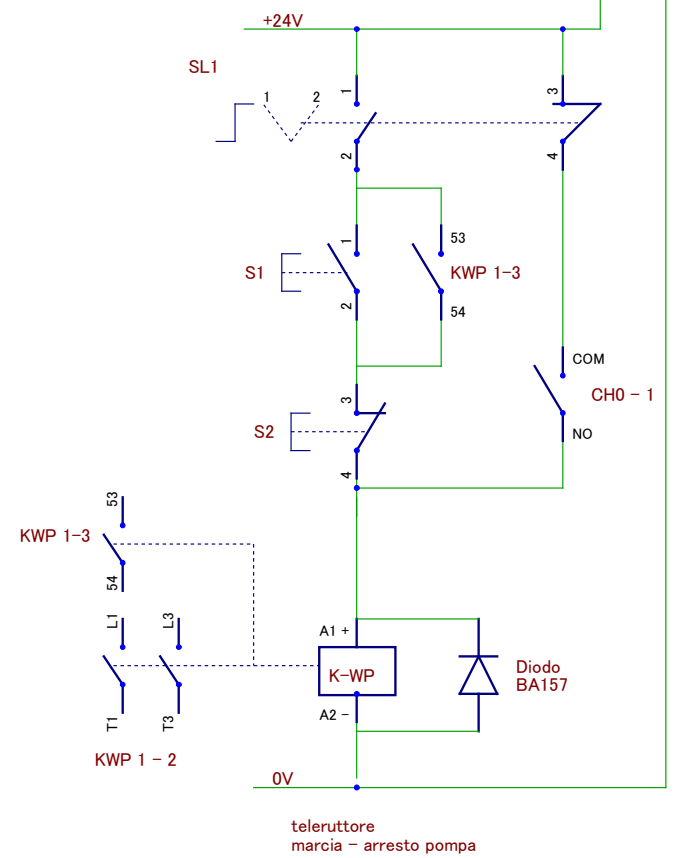 +24V
SL1
1 2
1
3
2
4
1
53
S1
KWP 1-3
2
54
COM
3
CH0 - 1
S2
NO
4
53
KWP 1-3
54
L1
L3
A1 +
K-WP
Diodo
BA157
A2 -
T1
T3
KWP 1 - 2
0V
teleruttore
marcia - arresto pompa